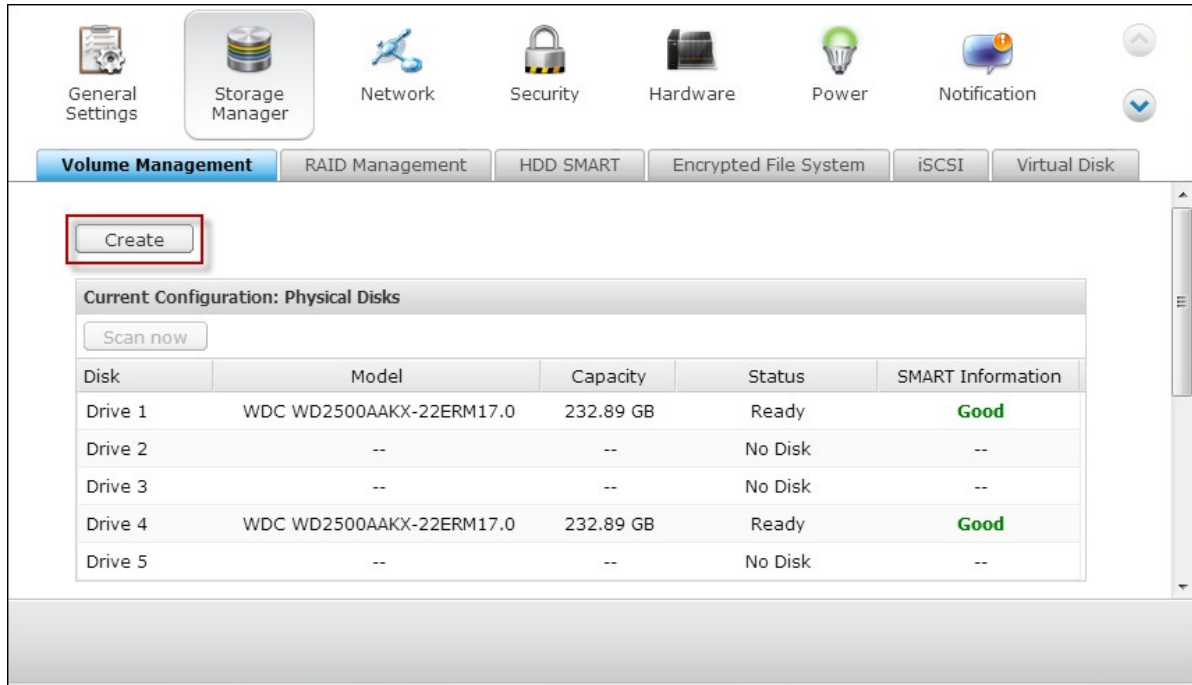 General Settings
Storage Manager
Network
Security
Hardware
Power
Notification
Volume Management
RAID Management
HDD SMART
Encrypted File System
iSCSI
Virtual Disk
Create
Current Configuration: Physical Disks
Scan now
Disk Model Capacity Status SMART Information
Drive 1 WDC WD2500AAKX-22ERM17.0 232.89 GB Ready Good
Drive 2 -- -- No Disk --
Drive 3 -- -- No Disk --
Drive 4 WDC WD2500AAKX-22ERM17.0 232.89 GB Ready Good
Drive 5 -- -- No Disk --